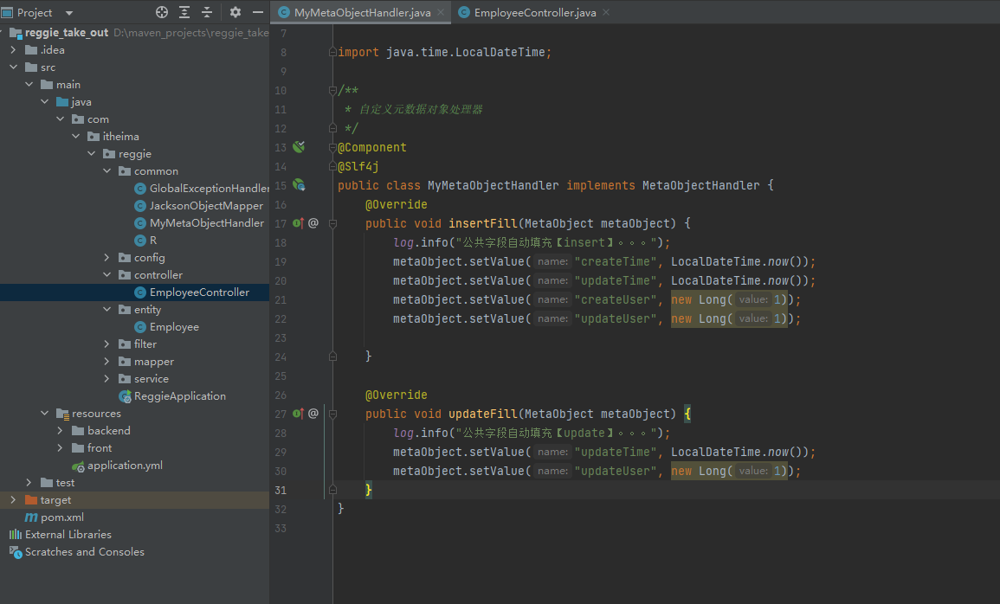 Project
MyMetaObjectHandler.java
EmployeeController.java
reggie_take_out D:\maven_projects\reggie_take
.idea
src
main
java
com
itheima
reggie
common
GlobalExceptionHandler
JacksonObjectMapper
MyMetaObjectHandler
R
config
controller
EmployeeController
entity
Employee
filter
mapper
service
ReggieApplication
resources
backend
front
application.yml
test
target
pom.xml
External Libraries
Scratches and Consoles
7
8 import java.time.LocalDateTime;
9
10 /**
11 * 自定义元数据对象处理器
12 */
13 @Component
14 @Slf4j
15 public class MyMetaObjectHandler implements MetaObjectHandler {
16 @Override
17 @ public void insertFill(MetaObject metaObject) {
18 log.info("公共字段自动填充【insert】。。。");
19 metaObject.setValue( name: "createTime", LocalDateTime.now());
20 metaObject.setValue( name: "updateTime", LocalDateTime.now());
21 metaObject.setValue( name: "createUser", new Long( value: 1));
22 metaObject.setValue( name: "updateUser", new Long( value: 1));
23
24 }
25
26 @Override
27 @ public void updateFill(MetaObject metaObject) {
28 log.info("公共字段自动填充【update】。。。");
29 metaObject.setValue( name: "updateTime", LocalDateTime.now());
30 metaObject.setValue( name: "updateUser", new Long( value: 1));
31 }
32 }
33